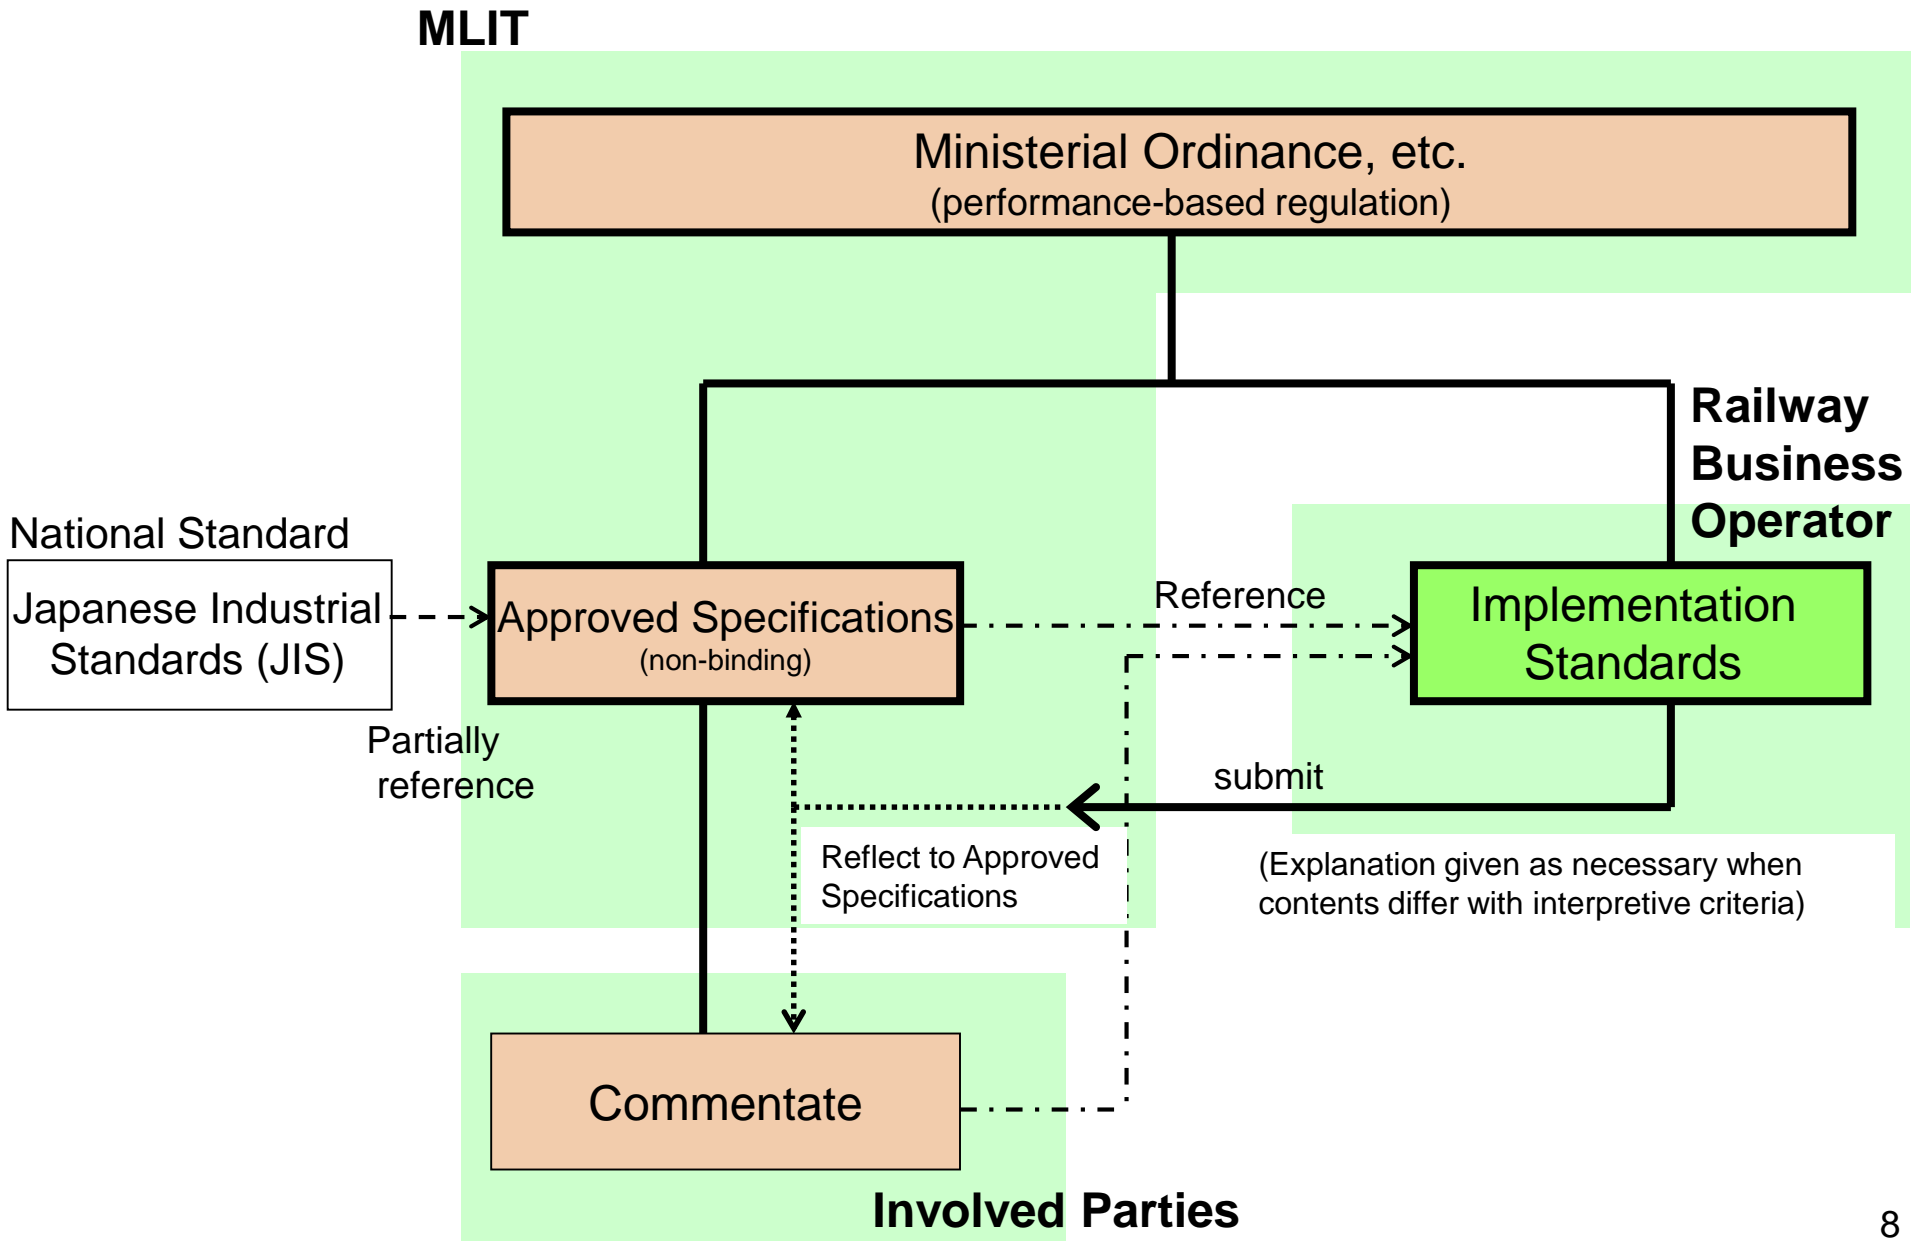 MLIT
Ministerial Ordinance, etc.
(performance-based regulation)
Railway
Business
Operator
National Standard
Japanese Industrial
Standards (JIS)
Approved Specifications
(non-binding)
Reference
Implementation
Standards
Partially
reference
submit
Reflect to Approved
Specifications
(Explanation given as necessary when
contents differ with interpretive criteria)
Commentate
Involved Parties
8